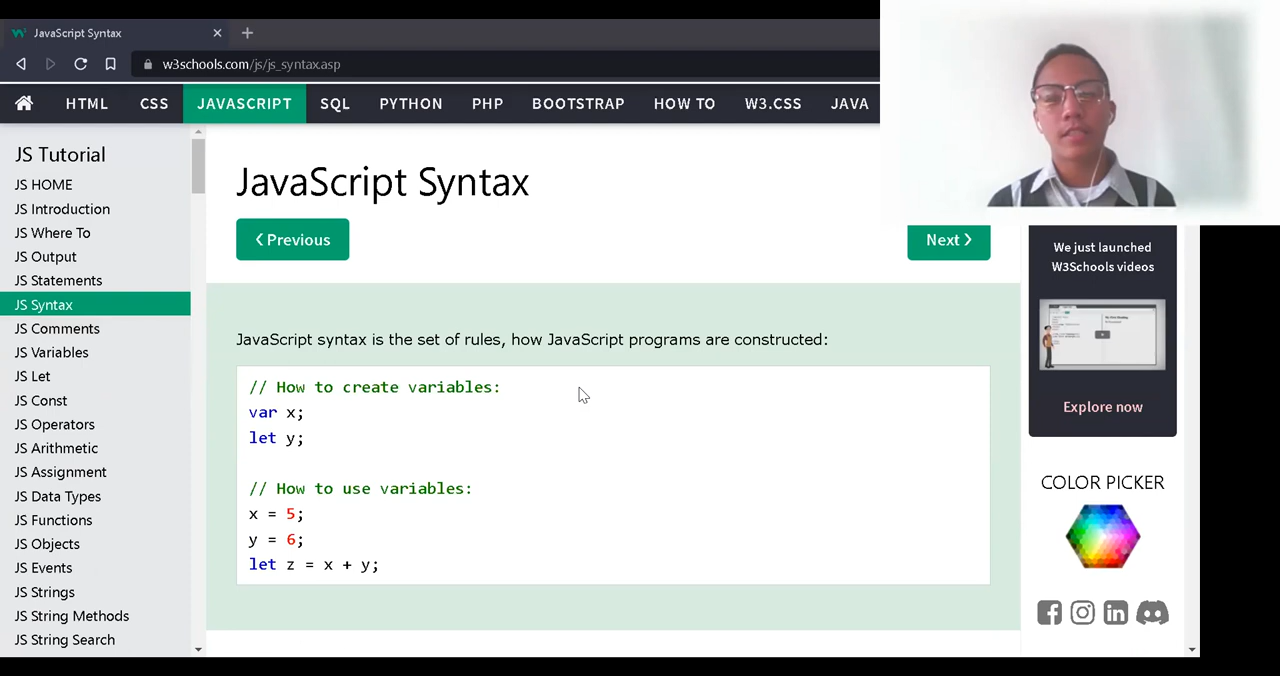 JavaScript Syntax
w3schools.com/js/js_syntax.asp
HTML CSS JAVASCRIPT SQL PYTHON PHP BOOTSTRAP HOW TO W3.CSS JAVA
JS Tutorial
JS HOME
JS Introduction
JS Where To
JS Output
JS Statements
JS Syntax
JS Comments
JS Variables
JS Let
JS Const
JS Operators
JS Arithmetic
JS Assignment
JS Data Types
JS Functions
JS Objects
JS Events
JS Strings
JS String Methods
JS String Search
JavaScript Syntax
❮ Previous
Next ❯
JavaScript syntax is the set of rules, how JavaScript programs are constructed:
// How to create variables:
var x;
let y;
// How to use variables:
x = 5;
y = 6;
let z = x + y;
We just launched
W3Schools videos
Explore now
COLOR PICKER